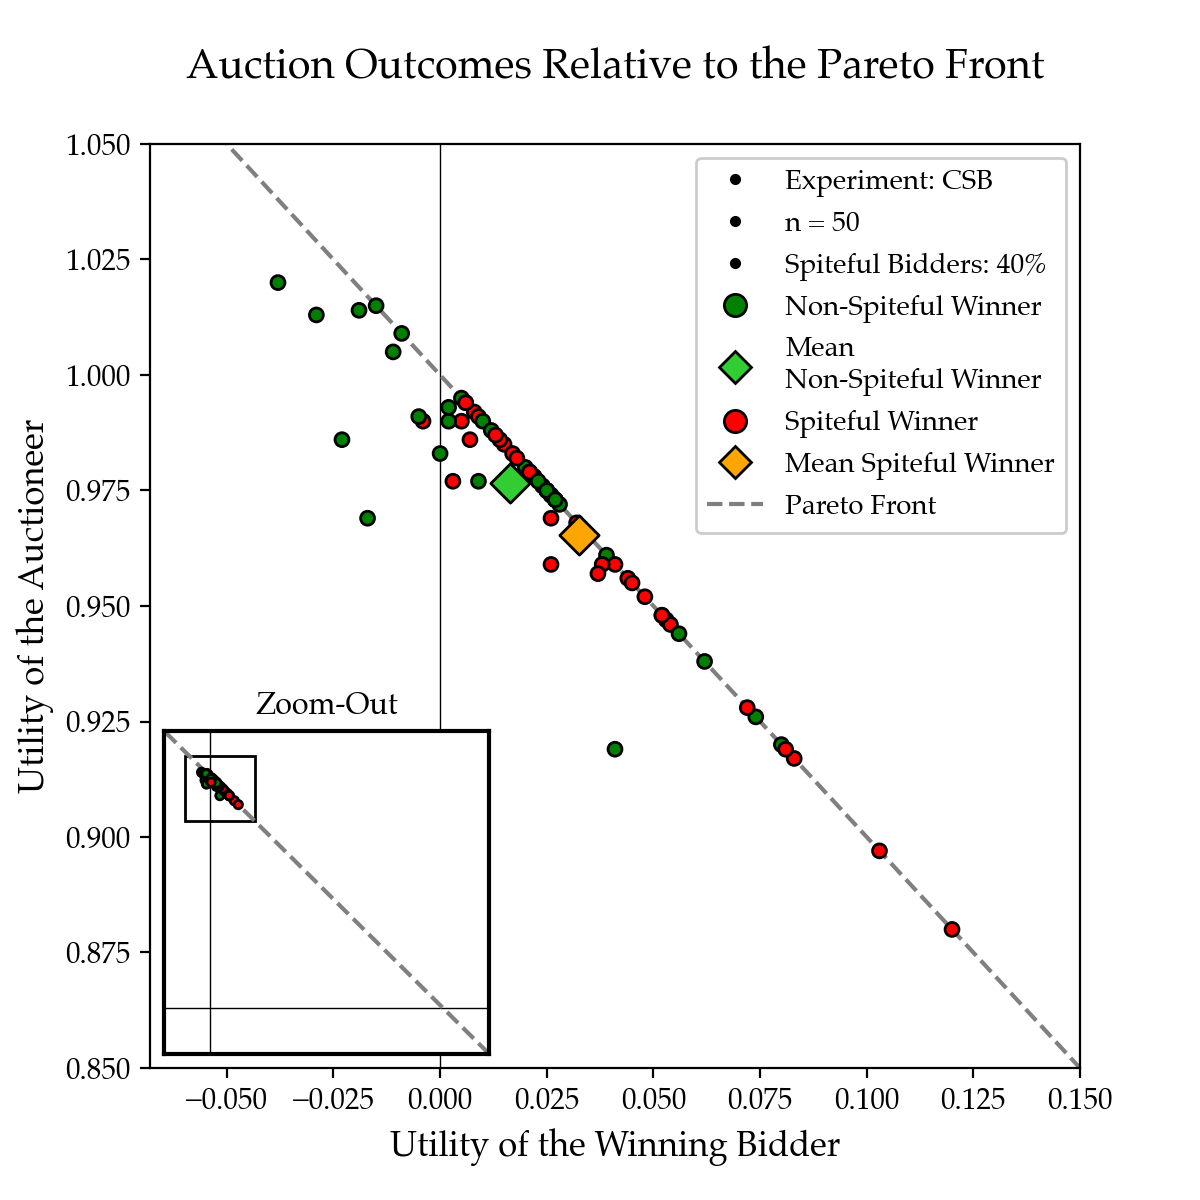 Auction Outcomes Relative to the Pareto Front
Utility of the Auctioneer
1.050
1.025
1.000
0.975
0.950
0.925
0.900
0.875
0.850
Experiment: CSB
n = 50
Spiteful Bidders: 40%
Non-Spiteful Winner
Mean
Non-Spiteful Winner
Spiteful Winner
Mean Spiteful Winner
Pareto Front
Zoom-Out
−0.050 −0.025 0.000 0.025 0.050 0.075 0.100 0.125 0.150
Utility of the Winning Bidder